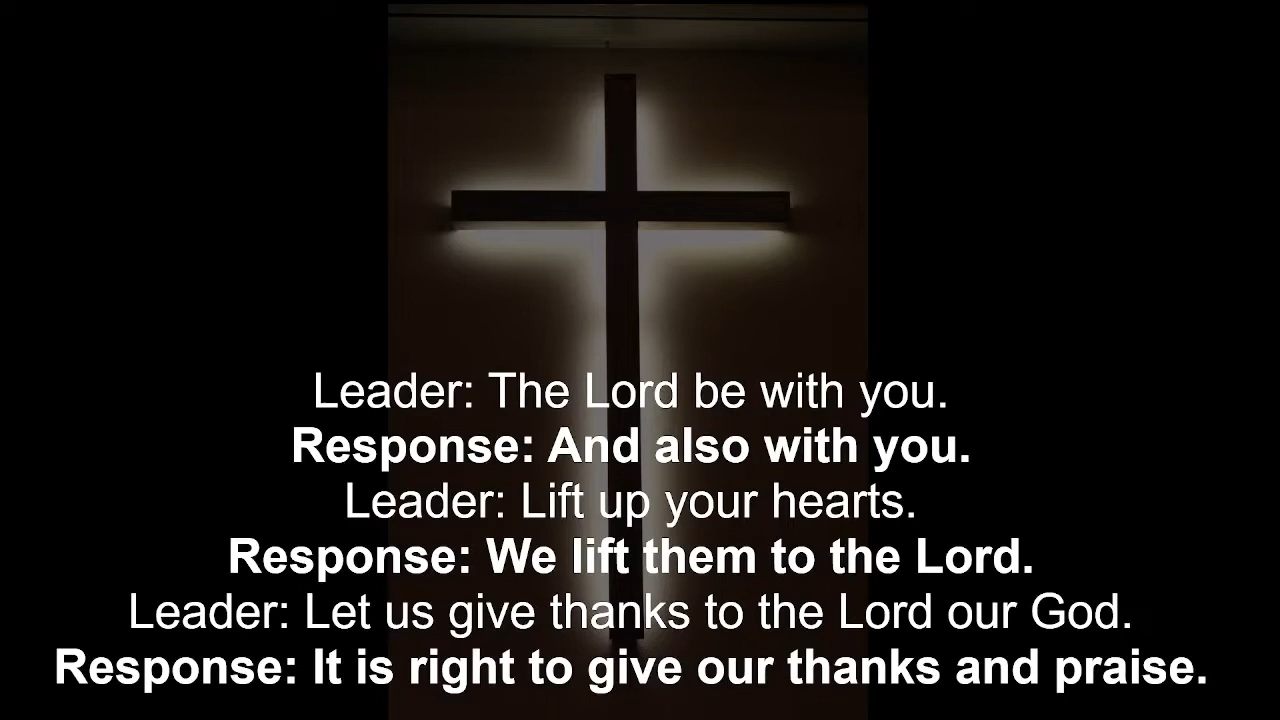 Leader: The Lord be with you.
Response: And also with you.
Leader: Lift up your hearts.
Response: We lift them to the Lord.
Leader: Let us give thanks to the Lord our God.
Response: It is right to give our thanks and praise.